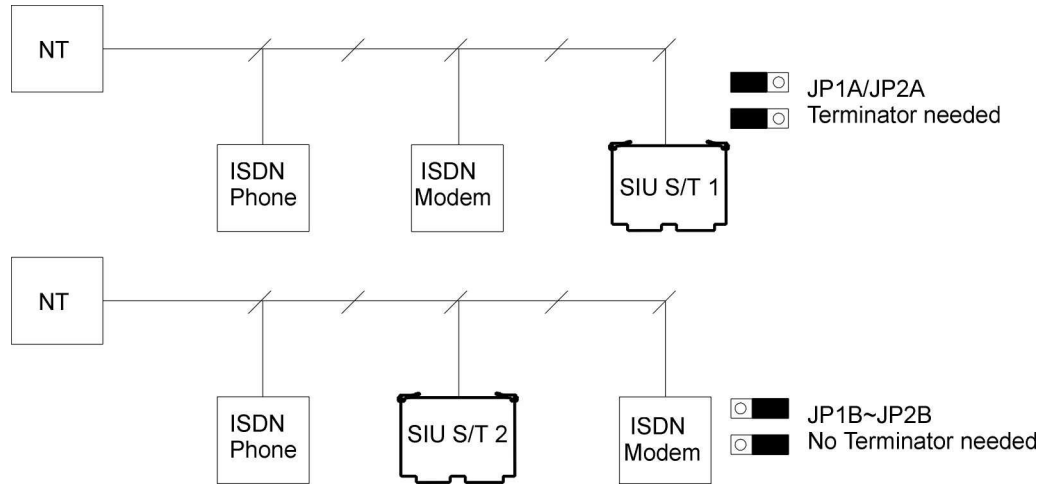 NT
JP1A/JP2A
Terminator needed
ISDN
Phone
ISDN
Modem
SIU S/T 1
NT
ISDN
Phone
SIU S/T 2
ISDN
Modem
JP1B~JP2B
No Terminator needed